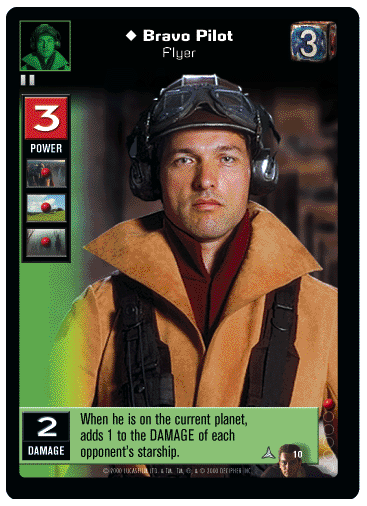 ◆ Bravo Pilot
Flyer
3
3
POWER
2
DAMAGE
When he is on the current planet,
adds 1 to the DAMAGE of each
opponent's starship.
10